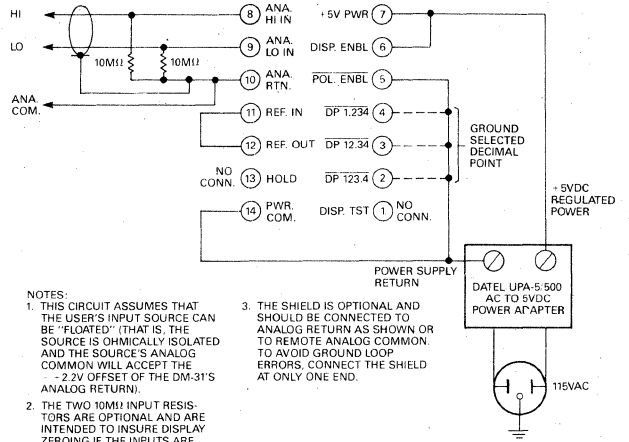 HI
LO
ANA.
COM.
10MΩ
10MΩ
8 ANA.
HI IN
9 ANA.
LO IN
10 ANA.
RTN.
11 REF. IN
12 REF. OUT
NO
CONN.
13 HOLD
14 PWR.
COM.
+5V PWR 7
DISP. ENBL 6
POL. ENBL 5
DP 1.234 4
DP 12.34 3
DP 123.4 2
DISP. TST 1 NO
CONN.
GROUND
SELECTED
DECIMAL
POINT
+5VDC
REGULATED
POWER
POWER SUPPLY
RETURN
DATEL UPA-5/500
AC TO 5VDC
POWER ADAPTER
115VAC
NOTES:
1. THIS CIRCUIT ASSUMES THAT
THE USER'S INPUT SOURCE CAN
BE "FLOATED" (THAT IS, THE
SOURCE IS OHMICALLY ISOLATED
AND THE SOURCE'S ANALOG
COMMON WILL ACCEPT THE
-2.2V OFFSET OF THE DM-31'S
ANALOG RETURN).
2. THE TWO 10MΩ INPUT RESIS-
TORS ARE OPTIONAL AND ARE
INTENDED TO INSURE DISPLAY
ZEROING IF THE INPUTS ARE
3. THE SHIELD IS OPTIONAL AND
SHOULD BE CONNECTED TO
ANALOG RETURN AS SHOWN OR
TO REMOTE ANALOG COMMON.
TO AVOID GROUND LOOP
ERRORS, CONNECT THE SHIELD
AT ONLY ONE END.